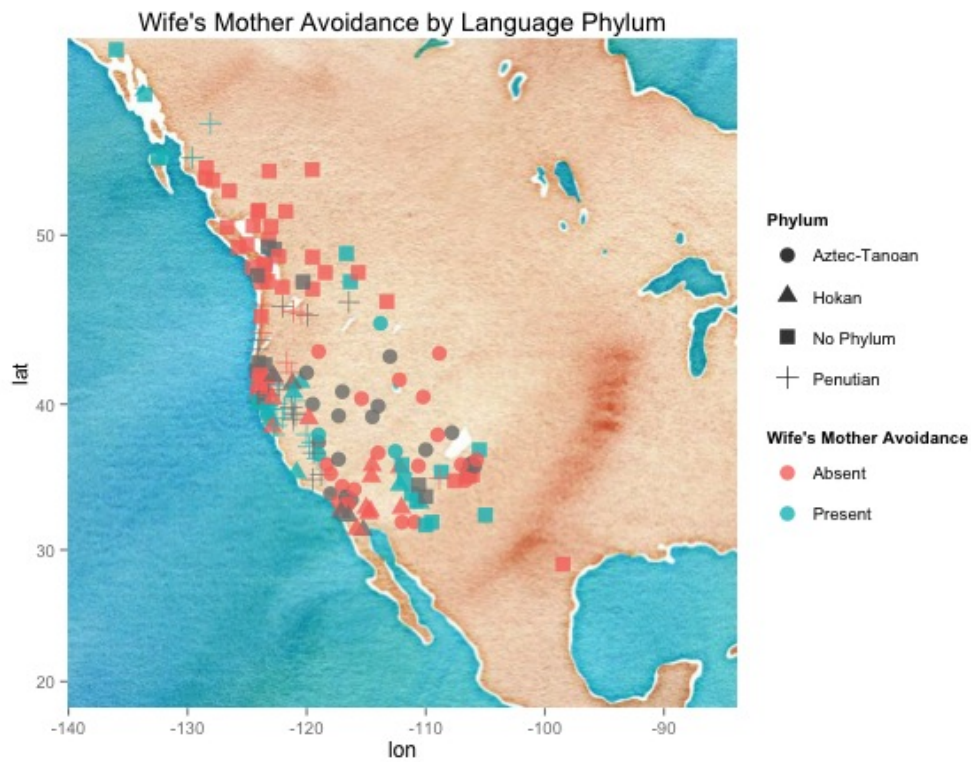 Wife's Mother Avoidance by Language Phylum
50
40
30
20
lat
-140
-130
-120
-110
-100
-90
lon
Phylum
Aztec-Tanoan
Hokan
No Phylum
Penutian
Wife's Mother Avoidance
Absent
Present